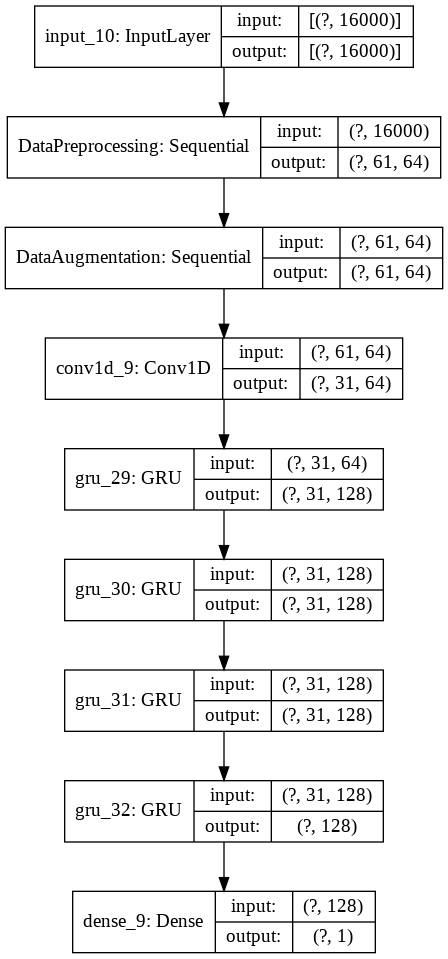 input_10: InputLayer input: [(?, 16000)]
output: [(?, 16000)]
DataPreprocessing: Sequential input: (?, 16000)
output: (?, 61, 64)
DataAugmentation: Sequential input: (?, 61, 64)
output: (?, 61, 64)
conv1d_9: Conv1D input: (?, 61, 64)
output: (?, 31, 64)
gru_29: GRU input: (?, 31, 64)
output: (?, 31, 128)
gru_30: GRU input: (?, 31, 128)
output: (?, 31, 128)
gru_31: GRU input: (?, 31, 128)
output: (?, 31, 128)
gru_32: GRU input: (?, 31, 128)
output: (?, 128)
dense_9: Dense input: (?, 128)
output: (?, 1)